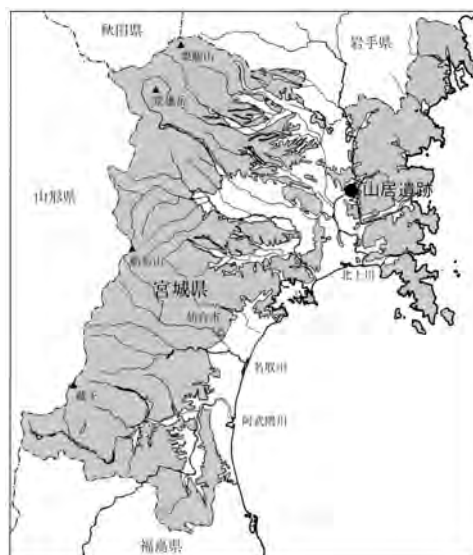 秋田県
岩手県
栗駒山
荒雄岳
山居遺跡
山形県
船形山
北上川
宮城県
仙台市
名取川
蔵王
阿武隈川
福島県